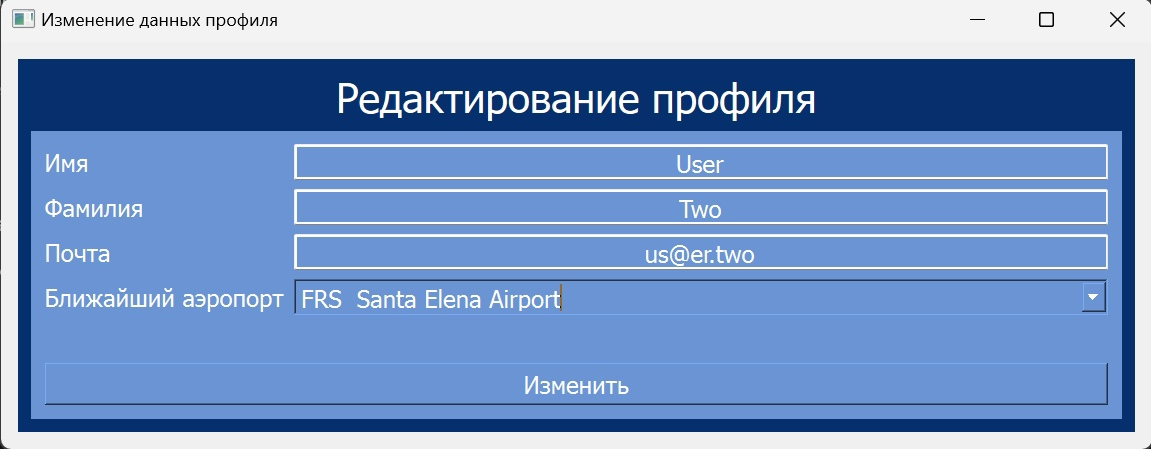 Изменение данных профиля
Редактирование профиля
Имя User
Фамилия Two
Почта us@er.two
Ближайший аэропорт FRS  Santa Elena Airport
Изменить